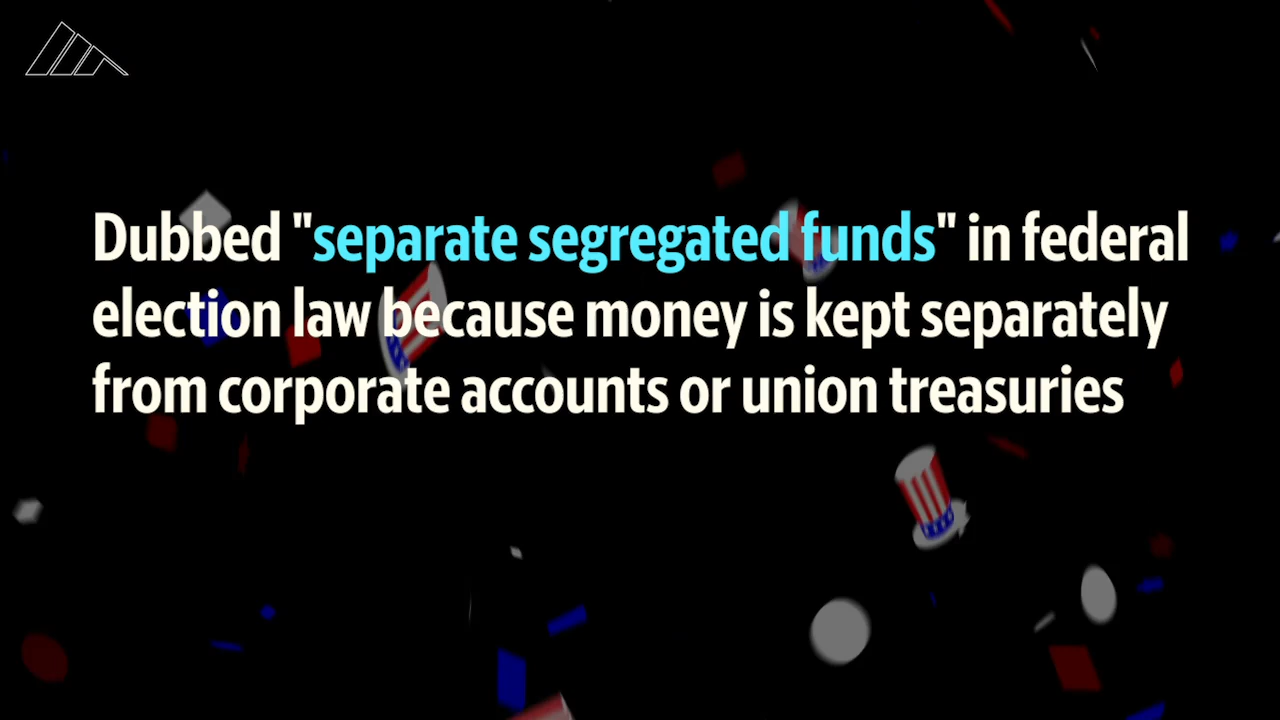 Dubbed "separate segregated funds" in federal
election law because money is kept separately
from corporate accounts or union treasuries